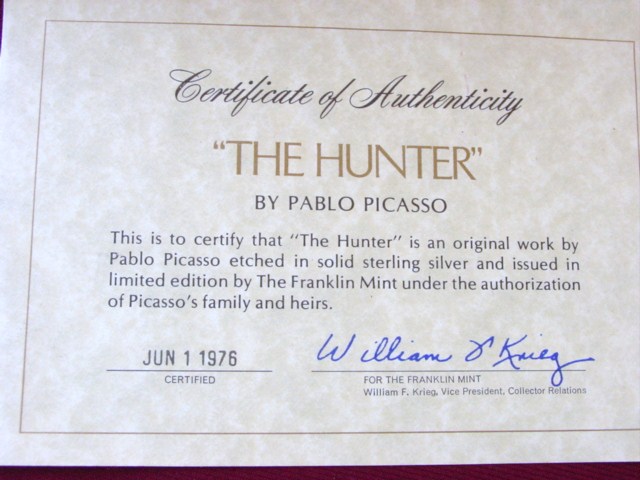 Certificate of Authenticity
"THE HUNTER"
BY PABLO PICASSO
This is to certify that "The Hunter" is an original work by
Pablo Picasso etched in solid sterling silver and issued in
limited edition by The Franklin Mint under the authorization
of Picasso's family and heirs.
JUN 1 1976
CERTIFIED
William F Krieg
FOR THE FRANKLIN MINT
William F. Krieg, Vice President, Collector Relations